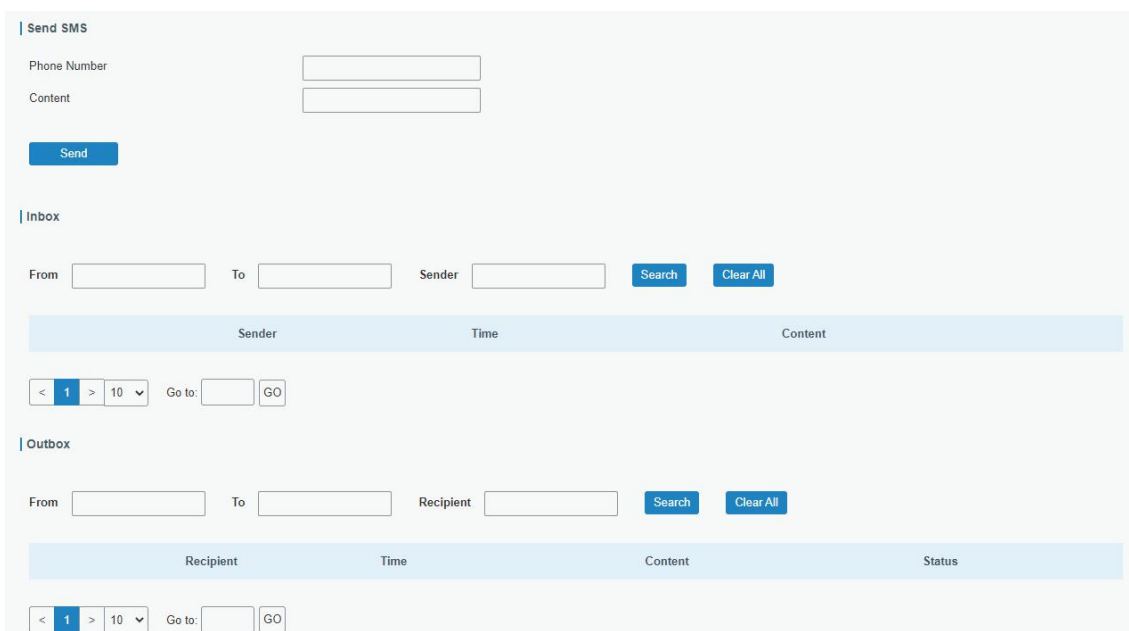 Send SMS
Phone Number
Content
Send
Inbox
From To Sender Search Clear All
Sender Time Content
< 1 > 10 Go to: GO
Outbox
From To Recipient Search Clear All
Recipient Time Content Status
< 1 > 10 Go to: GO